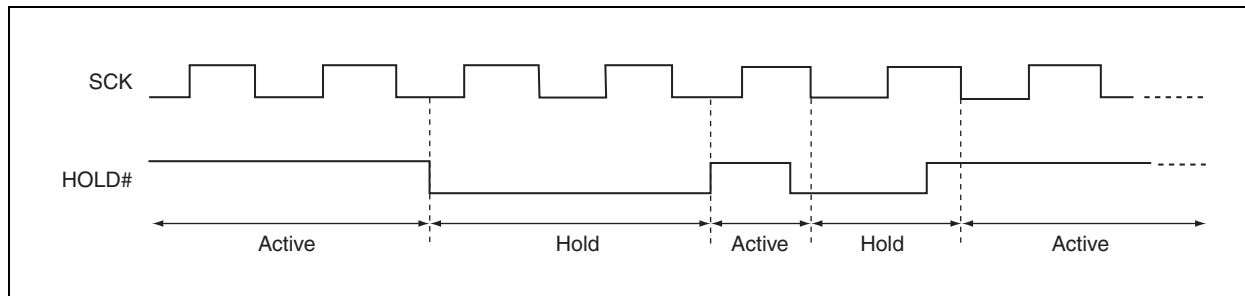 SCK
HOLD#
Active
Hold
Active
Hold
Active